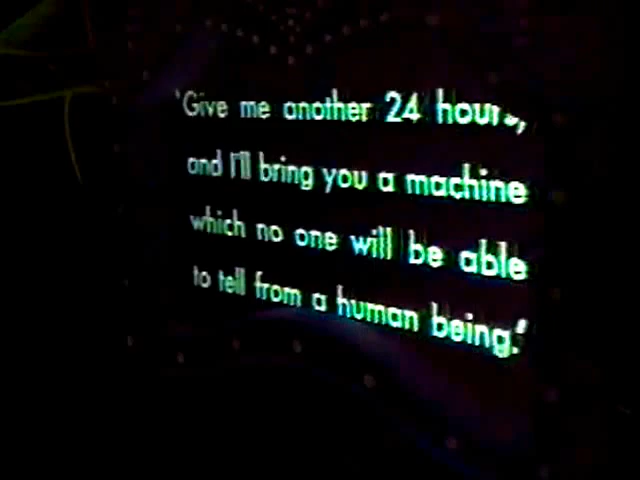 'Give me another 24 hours,
and I'll bring you a machine
which no one will be able
to tell from a human being.'